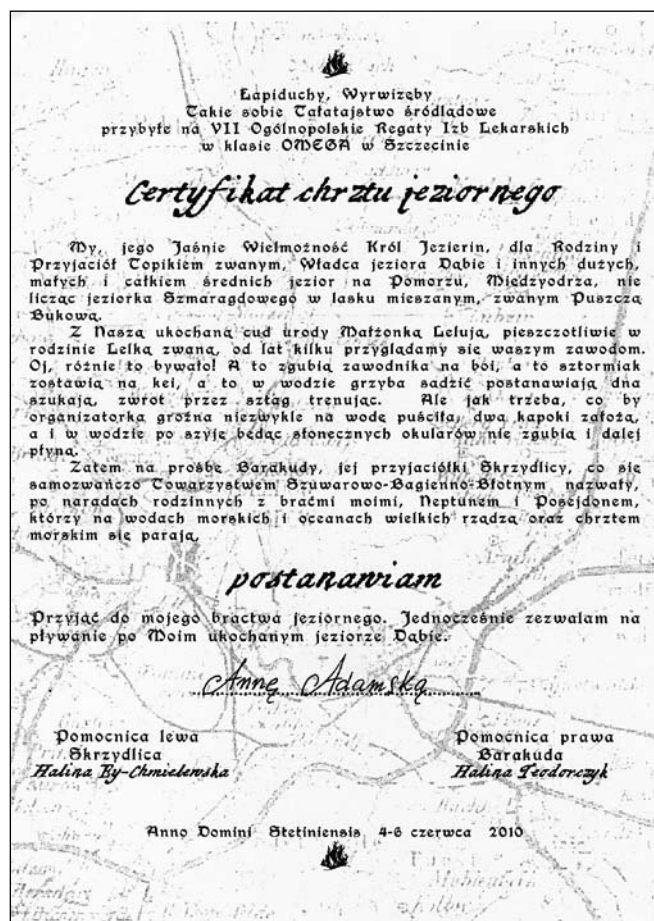 Łapiduchy, Wyrwizęby
Takie sobie Tałatajstwo śródlądowe
przybyłe na VII Ogólnopolskie Regaty Izb Lekarskich
w klasie OMEGA w Szczecinie
Certyfikat chrztu jeziornego
My, jego Jaśnie Wielmożność Król Jezierin, dla Rodziny i
Przyjaciół Topikiem zwanym, Władca jeziora Dąbie i innych dużych,
małych i całkiem średnich jezior na Pomorzu, Międzyodrza, nie
licząc jeziorka Szmaragdowego w lasku mieszanym, zwanym Puszczą
Bukową.
Z Naszą ukochaną cud urody Małżonką Lelują, pieszczotliwie w
rodzinie Lelką zwaną, od lat kilku przyglądamy się waszym zawodom.
Oj, różnie to bywało! A to zgubią zawodnika na boi, a to sztormiak
zostawią na kei, a to w wodzie grzyba sadzić postanawiają dna
szukają, zwrot przez sztąg trenując. Ale jak trzeba, co by
organizatorka groźna niezwykle na wodę puściła, dwa kapoki założą,
a i w wodzie po szyję będąc słonecznych okularów nie zgubią i dalej
płyną.
Zatem na prośbę Barakudy, jej przyjaciółki Skrzydlicy, co się
samozwańczo Towarzystwem Szuwarowo-Bagienno-Błotnym nazwały,
po naradach rodzinnych z braćmi moimi, Neptunem i Posejdonem,
którzy na wodach morskich i oceanach wielkich rządzą oraz chrztem
morskim się parają,
postanawiam
Przyjąć do mojego bractwa jeziornego. Jednocześnie zezwalam na
pływanie po Moim ukochanym jeziorze Dąbie.
Annę Adamską
Pomocnica lewa
Skrzydlica
Halina Ey-Chmielewska
Pomocnica prawa
Barakuda
Halina Teodorczyk
Anno Domini Stetiniensis 4-6 czerwca 2010